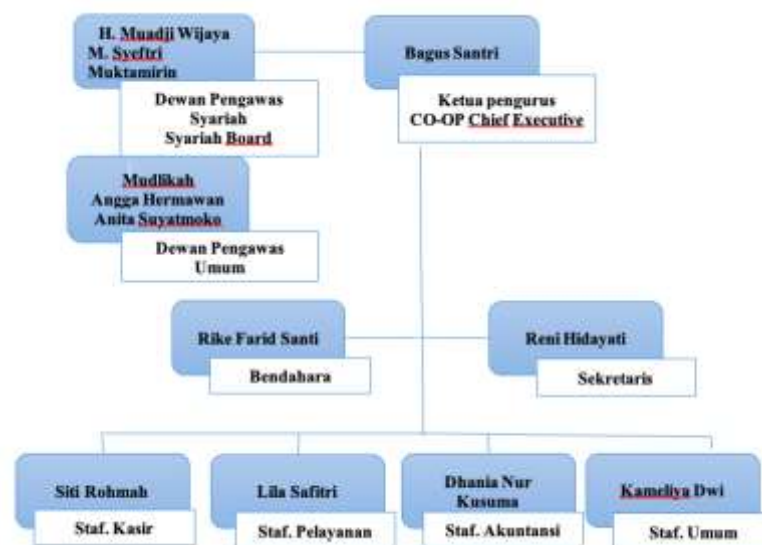 H. Muadji Wijaya
M. Syeftri
Muktamirin
Bagus Santri
Dewan Pengawas
Syariah
Syariah Board
Ketua pengurus
CO-OP Chief Executive
Mudlikah
Angga Hermawan
Anita Suyatmoko
Dewan Pengawas
Umum
Rike Farid Santi
Reni Hidayati
Bendahara
Sekretaris
Siti Rohmah
Lila Safitri
Dhania Nur
Kusuma
Kameliya Dwi
Staf. Kasir
Staf. Pelayanan
Staf. Akuntansi
Staf. Umum